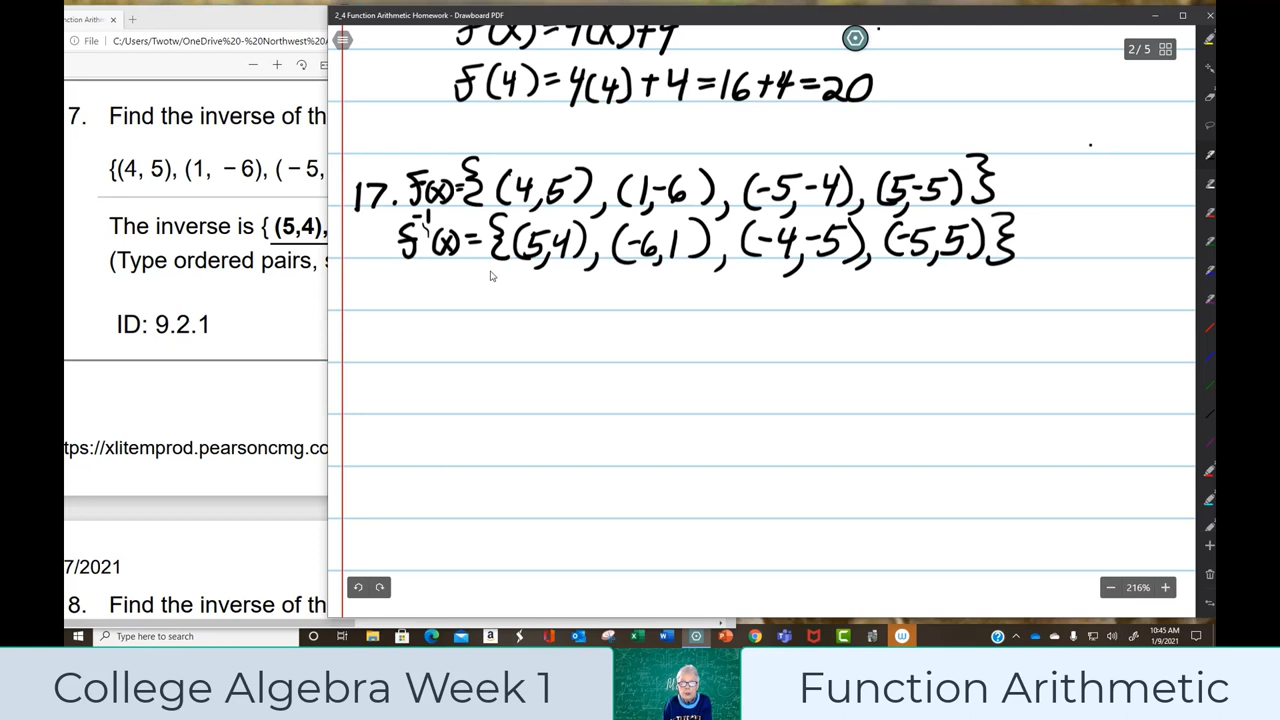 2_4 Function Arithmetic Homework - Drawboard PDF
nction Arith
File
C:/Users/Twotw/OneDrive%20-%20Northwest
2/ 5
f(4) = 4(4) + 4 = 16 + 4 = 20
7. Find the inverse of th
{(4, 5), (1, − 6), ( − 5,
17. f(x) = { (4,5), (1,-6), (-5,-4), (5,-5) }
The inverse is { (5,4),
f⁻¹(x) = { (5,4), (-6,1), (-4,-5), (-5,5) }
(Type ordered pairs, s
ID: 9.2.1
ttps://xlitemprod.pearsoncmg.co
7/2021
8. Find the inverse of th
216%
Type here to search
10:45 AM
1/9/2021
College Algebra Week 1
Function Arithmetic